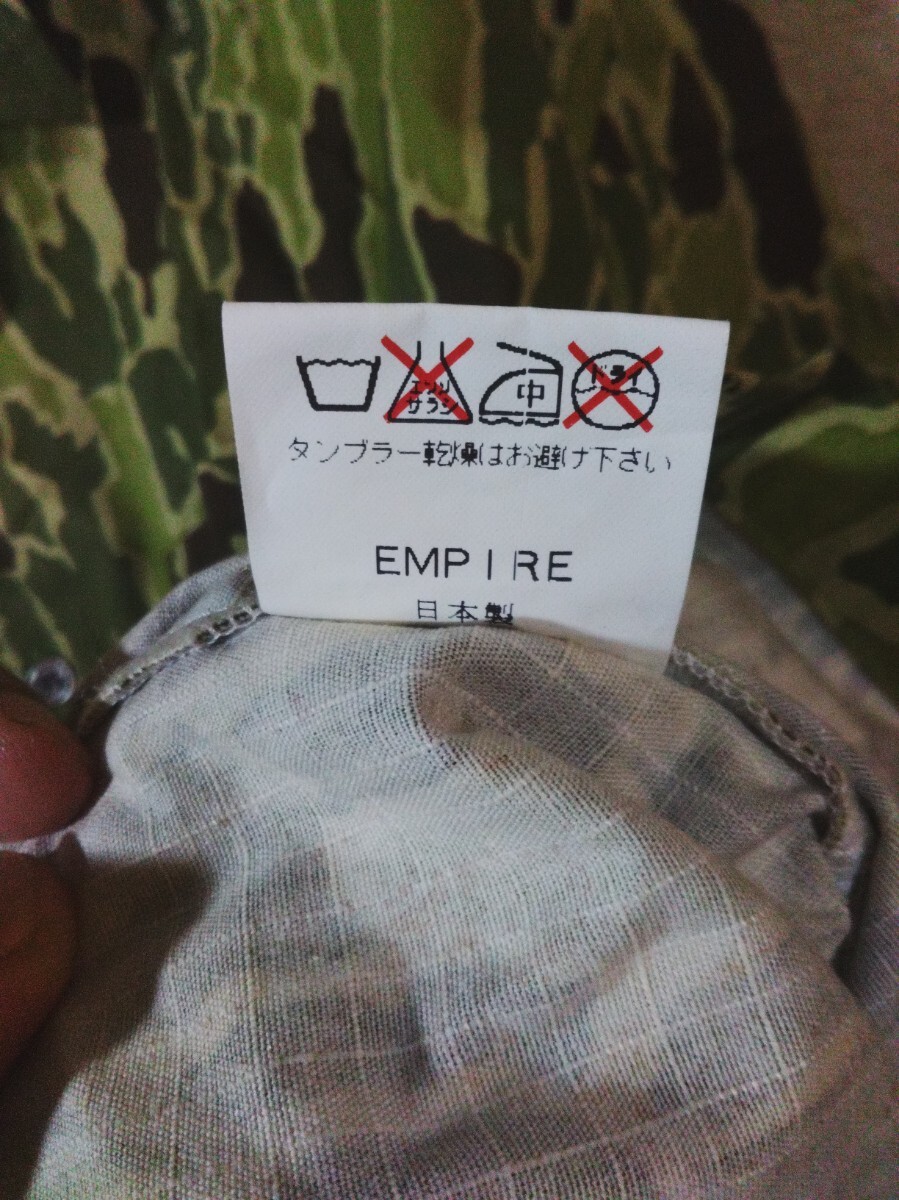 エンソ
サラシ
中
ドライ
タンブラー乾燥はお避け下さい
EMPIRE
日本製